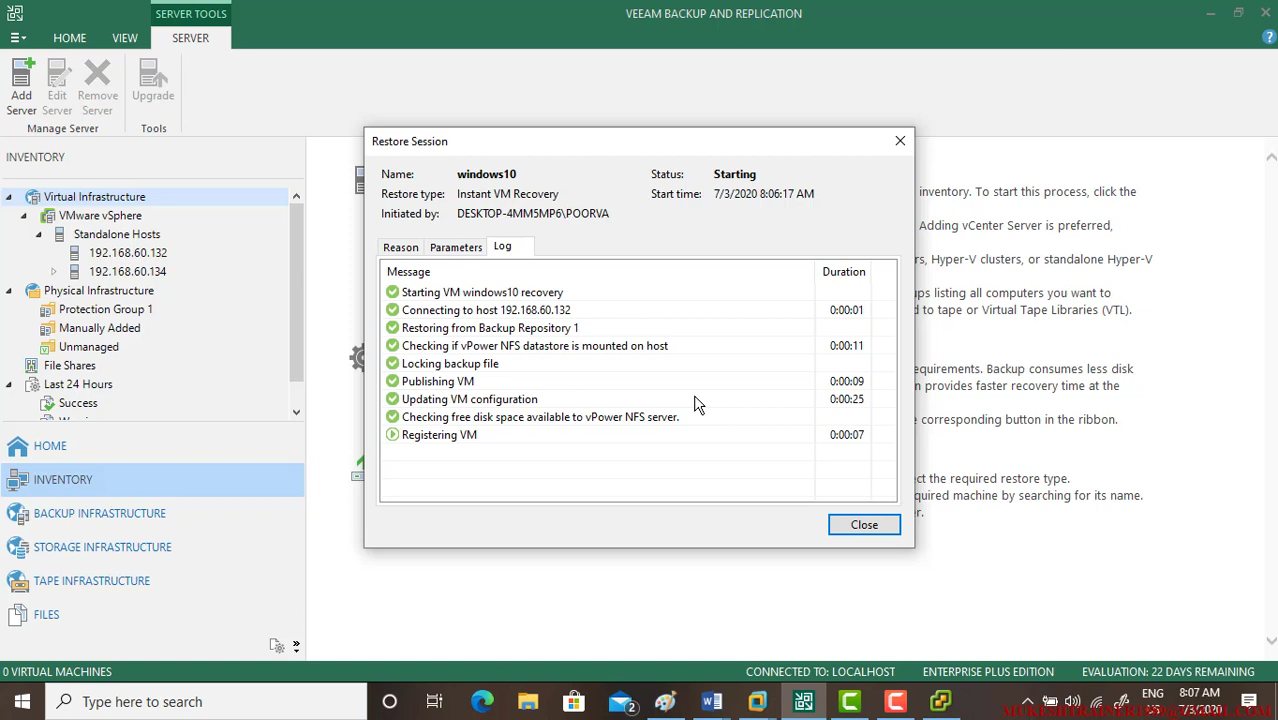 SERVER TOOLS
VEEAM BACKUP AND REPLICATION
HOME VIEW SERVER
Add Server
Edit Server
Remove Server
Upgrade
Manage Server
Tools
INVENTORY
Virtual Infrastructure
VMware vSphere
Standalone Hosts
192.168.60.132
192.168.60.134
Physical Infrastructure
Protection Group 1
Manually Added
Unmanaged
File Shares
Last 24 Hours
Success
HOME
INVENTORY
BACKUP INFRASTRUCTURE
STORAGE INFRASTRUCTURE
TAPE INFRASTRUCTURE
FILES
Restore Session
Name: windows10 Status: Starting
Restore type: Instant VM Recovery Start time: 7/3/2020 8:06:17 AM
Initiated by: DESKTOP-4MM5MP6\POORVA
Reason Parameters Log
Message Duration
Starting VM windows10 recovery
Connecting to host 192.168.60.132 0:00:01
Restoring from Backup Repository 1
Checking if vPower NFS datastore is mounted on host 0:00:11
Locking backup file
Publishing VM 0:00:09
Updating VM configuration 0:00:25
Checking free disk space available to vPower NFS server.
Registering VM 0:00:07
Close
inventory. To start this process, click the
Adding vCenter Server is preferred,
rs, Hyper-V clusters, or standalone Hyper-V
ups listing all computers you want to
d to tape or Virtual Tape Libraries (VTL).
equirements. Backup consumes less disk
n provides faster recovery time at the
corresponding button in the ribbon.
ct the required restore type.
quired machine by searching for its name.
er.
0 VIRTUAL MACHINES CONNECTED TO: LOCALHOST ENTERPRISE PLUS EDITION EVALUATION: 22 DAYS REMAINING
Type here to search
2
ENG
US
8:07 AM
7/3/2020